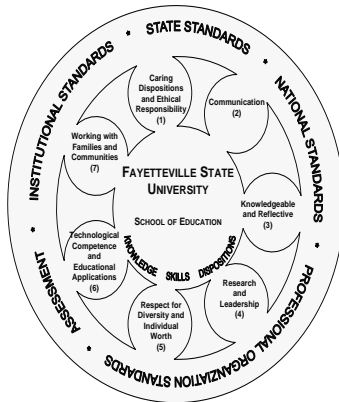 INSTITUTIONAL STANDARDS
STATE STANDARDS
NATIONAL STANDARDS
PROFESSIONAL ORGANZIATION STANDARDS
ASSESSMENT
Caring
Dispositions
and Ethical
Responsibility
(1)
Communication
(2)
Knowledgeable
and Reflective
(3)
Research
and
Leadership
(4)
Respect for
Diversity and
Individual
Worth
(5)
Technological
Competence
and
Educational
Applications
(6)
Working with
Families and
Communities
(7)
FAYETTEVILLE STATE
UNIVERSITY
SCHOOL OF EDUCATION
KNOWLEDGE SKILLS DISPOSITIONS